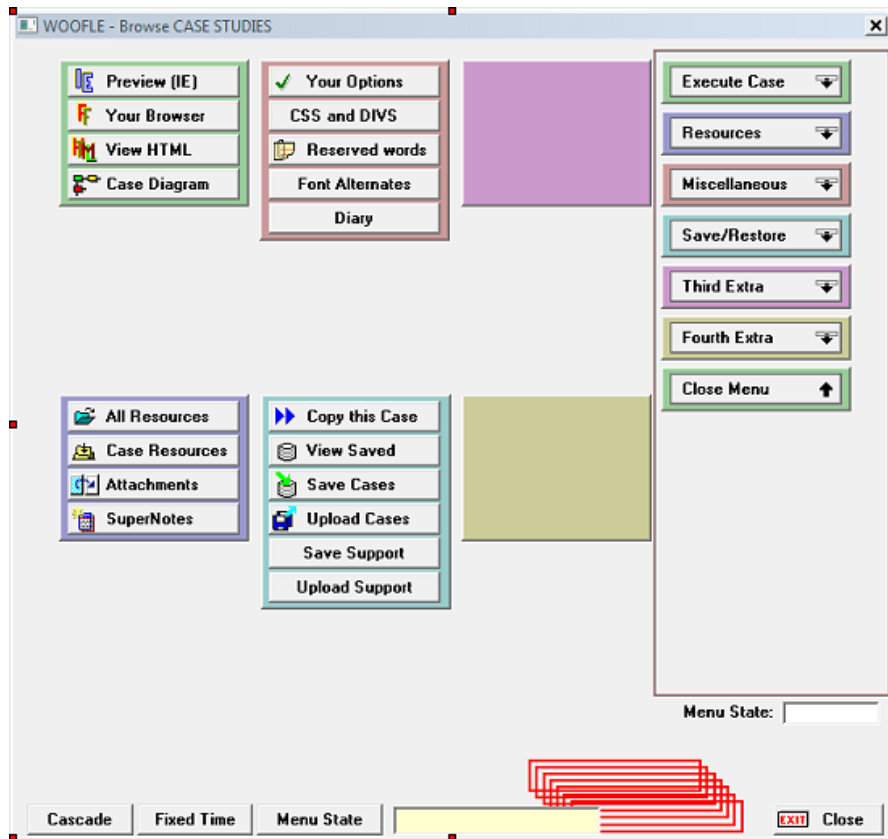 WOOFLE - Browse CASE STUDIES
Preview (IE)
Your Browser
View HTML
Case Diagram
Your Options
CSS and DIVS
Reserved words
Font Alternates
Diary
Execute Case
Resources
Miscellaneous
Save/Restore
Third Extra
Fourth Extra
Close Menu
All Resources
Case Resources
Attachments
SuperNotes
Copy this Case
View Saved
Save Cases
Upload Cases
Save Support
Upload Support
Menu State:
Cascade
Fixed Time
Menu State
EXIT Close